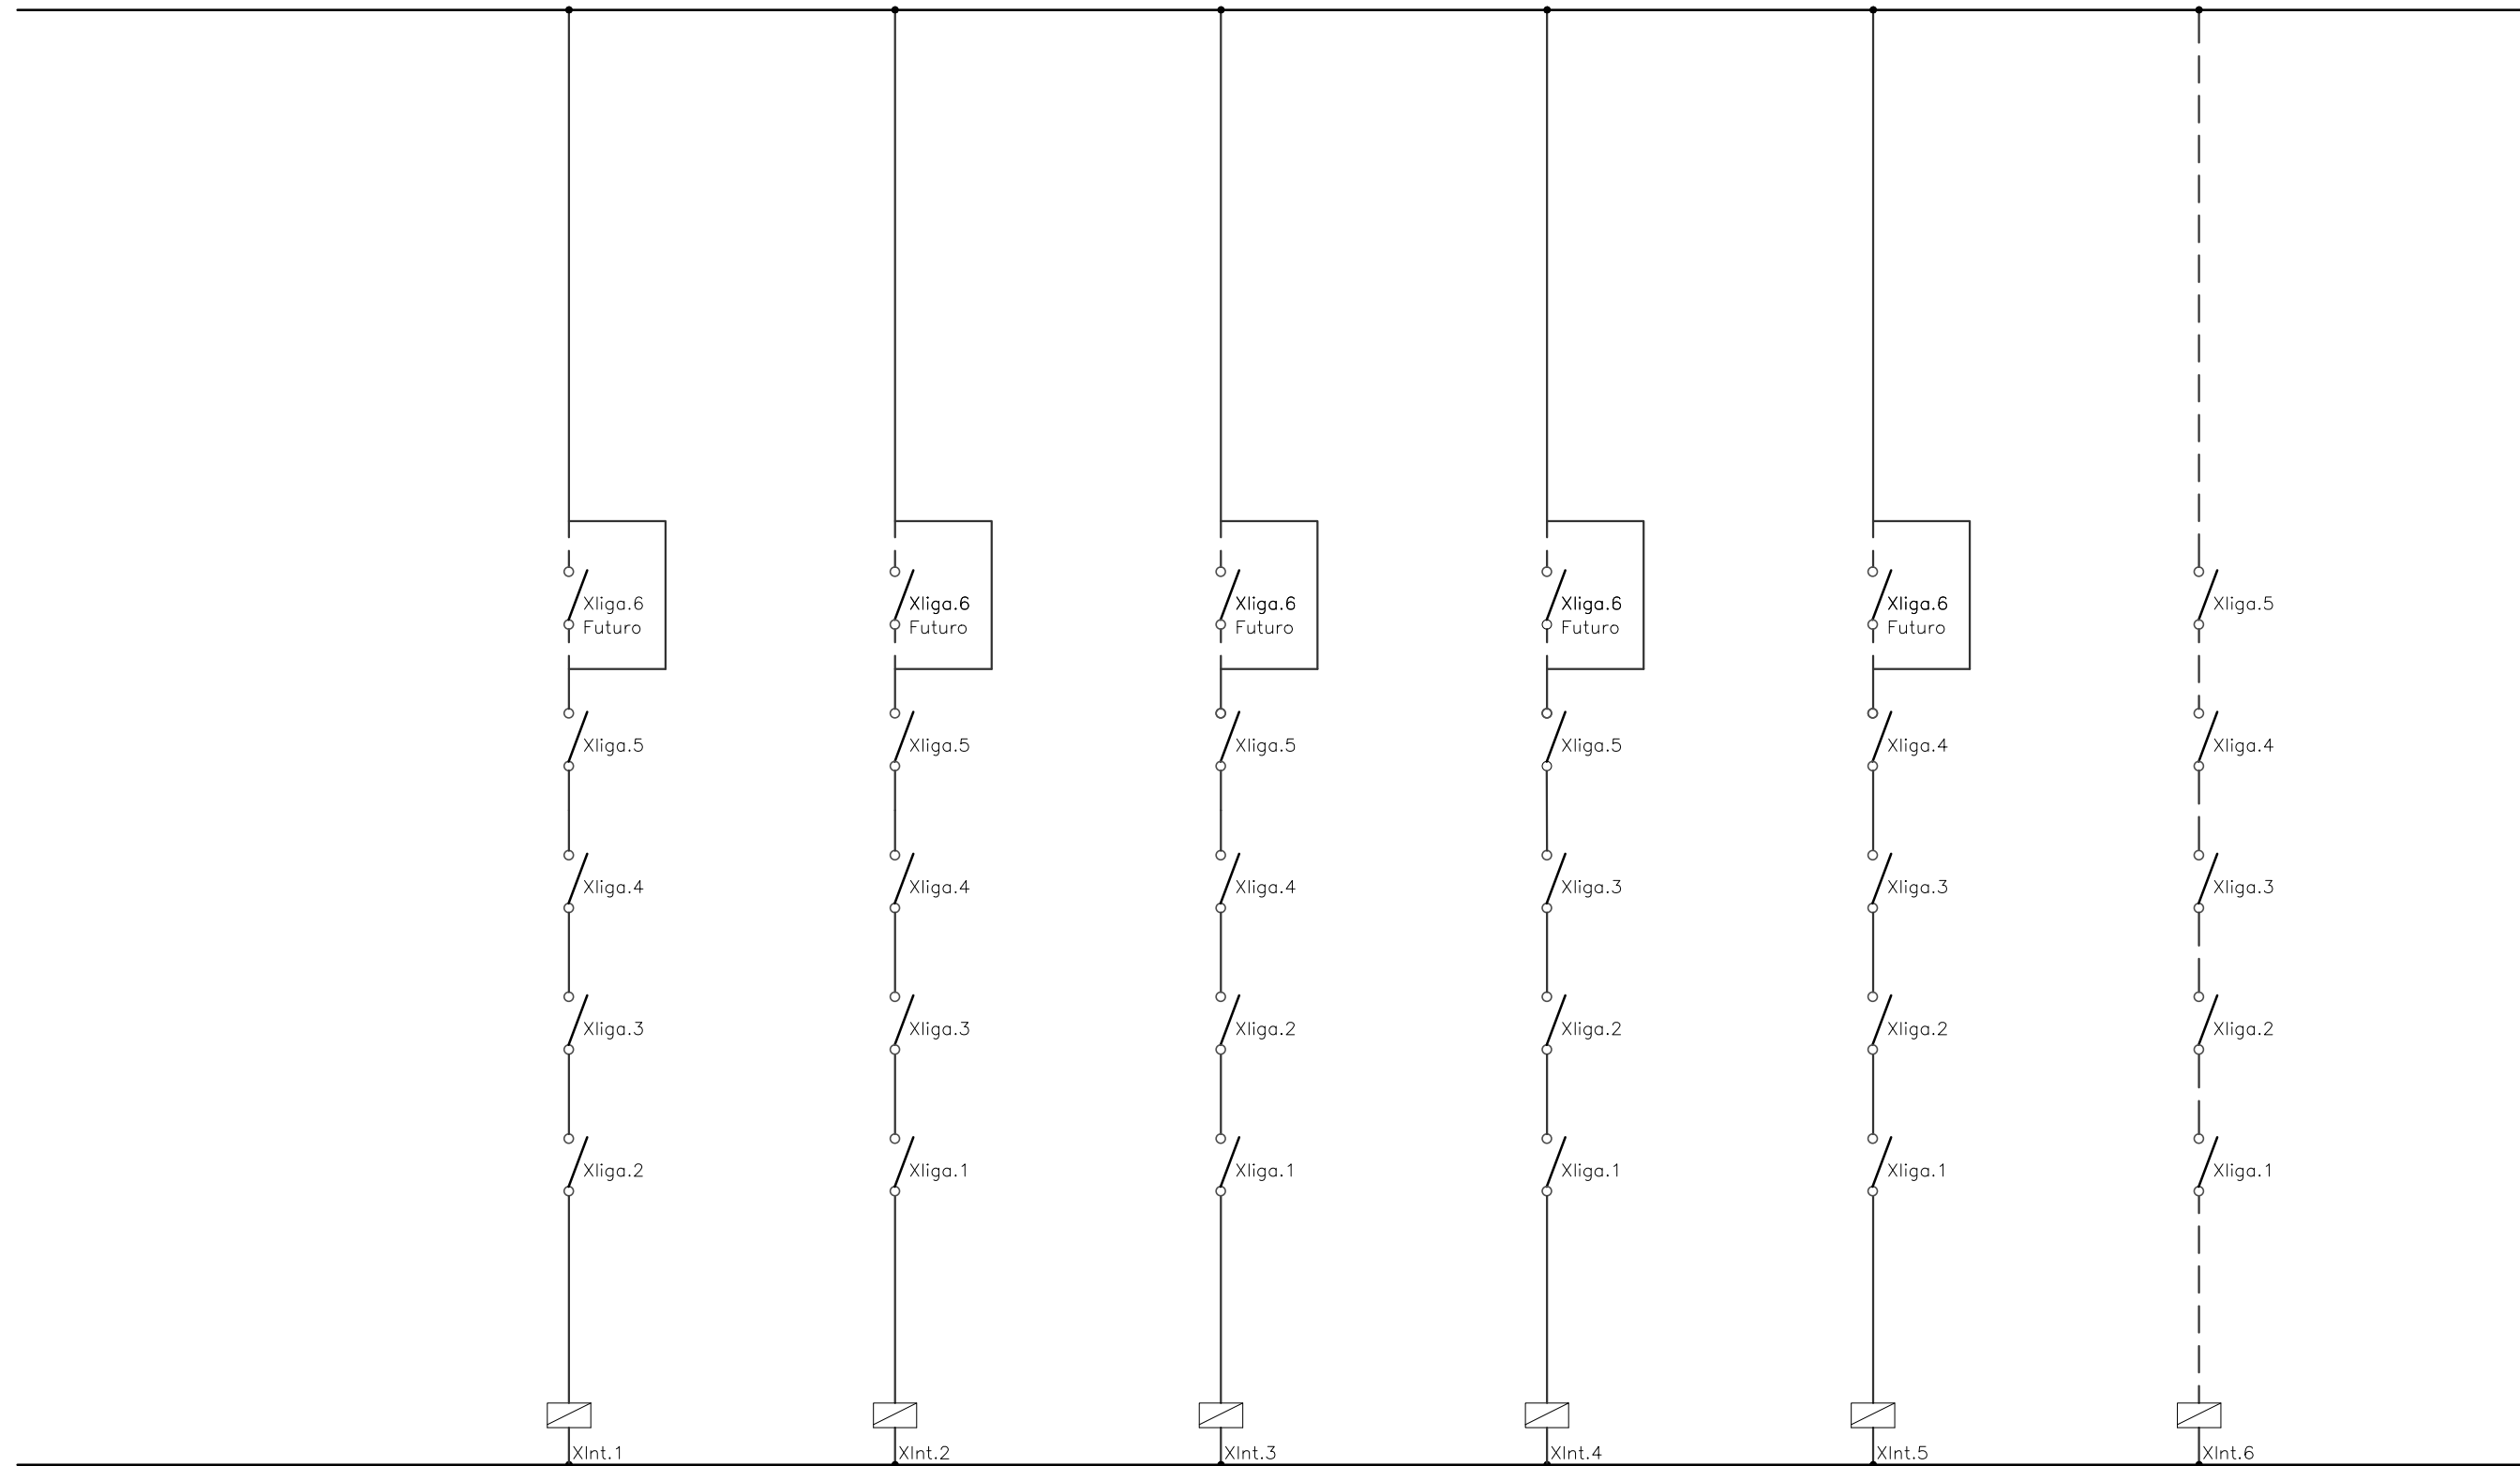 Xliga.6 Xliga.6 Xliga.6 Xliga.6 Xliga.6 Xliga.5
Futuro Futuro Futuro Futuro Futuro
Xliga.5 Xliga.5 Xliga.5 Xliga.5 Xliga.4 Xliga.4
Xliga.4 Xliga.4 Xliga.4 Xliga.3 Xliga.3 Xliga.3
Xliga.3 Xliga.3 Xliga.2 Xliga.2 Xliga.2 Xliga.2
Xliga.2 Xliga.1 Xliga.1 Xliga.1 Xliga.1 Xliga.1
XInt.1 XInt.2 XInt.3 XInt.4 XInt.5 XInt.6